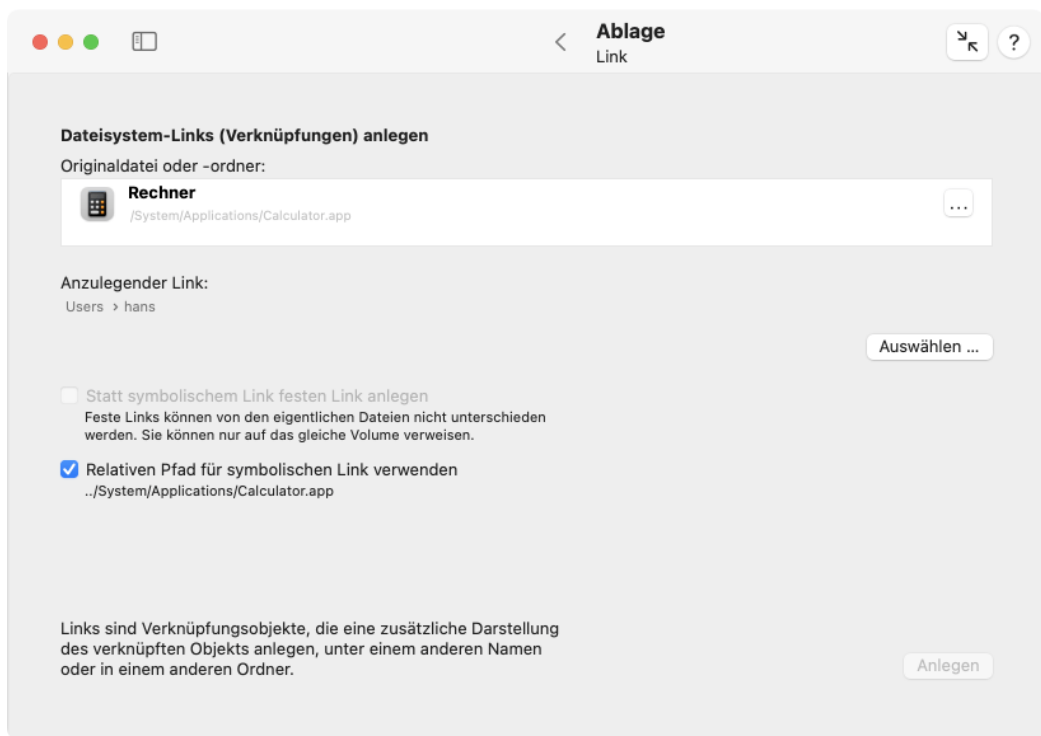 Ablage
Link
?
Dateisystem-Links (Verknüpfungen) anlegen
Originaldatei oder -ordner:
Rechner
/System/Applications/Calculator.app
...
Anzulegender Link:
Users › hans
Auswählen ...
Statt symbolischem Link festen Link anlegen
Feste Links können von den eigentlichen Dateien nicht unterschieden
werden. Sie können nur auf das gleiche Volume verweisen.
Relativen Pfad für symbolischen Link verwenden
../System/Applications/Calculator.app
Links sind Verknüpfungsobjekte, die eine zusätzliche Darstellung
des verknüpften Objekts anlegen, unter einem anderen Namen
oder in einem anderen Ordner.
Anlegen